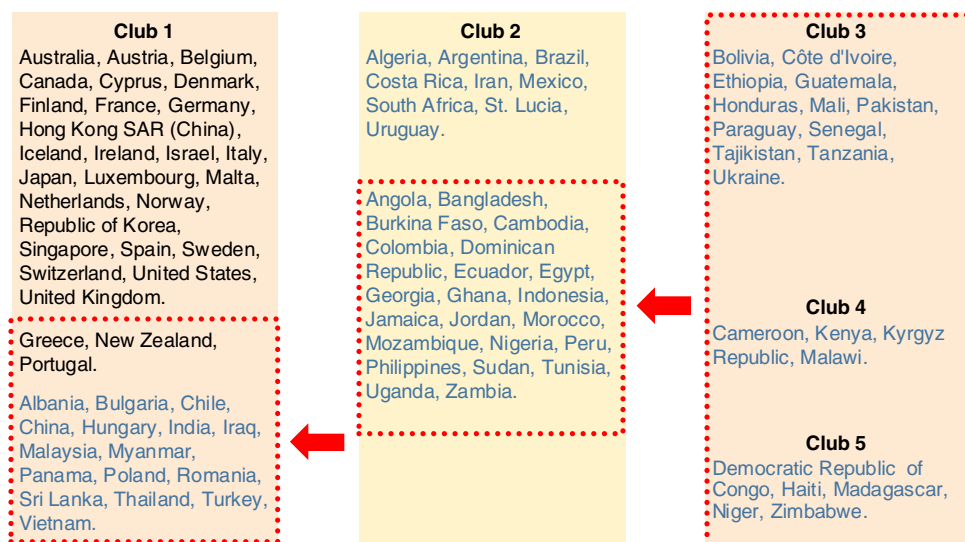 Club 1
Australia, Austria, Belgium,
Canada, Cyprus, Denmark,
Finland, France, Germany,
Hong Kong SAR (China),
Iceland, Ireland, Israel, Italy,
Japan, Luxembourg, Malta,
Netherlands, Norway,
Republic of Korea,
Singapore, Spain, Sweden,
Switzerland, United States,
United Kingdom.
Greece, New Zealand,
Portugal.
Albania, Bulgaria, Chile,
China, Hungary, India, Iraq,
Malaysia, Myanmar,
Panama, Poland, Romania,
Sri Lanka, Thailand, Turkey,
Vietnam.
Club 2
Algeria, Argentina, Brazil,
Costa Rica, Iran, Mexico,
South Africa, St. Lucia,
Uruguay.
Angola, Bangladesh,
Burkina Faso, Cambodia,
Colombia, Dominican
Republic, Ecuador, Egypt,
Georgia, Ghana, Indonesia,
Jamaica, Jordan, Morocco,
Mozambique, Nigeria, Peru,
Philippines, Sudan, Tunisia,
Uganda, Zambia.
Club 3
Bolivia, Côte d'Ivoire,
Ethiopia, Guatemala,
Honduras, Mali, Pakistan,
Paraguay, Senegal,
Tajikistan, Tanzania,
Ukraine.
Club 4
Cameroon, Kenya, Kyrgyz
Republic, Malawi.
Club 5
Democratic Republic of
Congo, Haiti, Madagascar,
Niger, Zimbabwe.